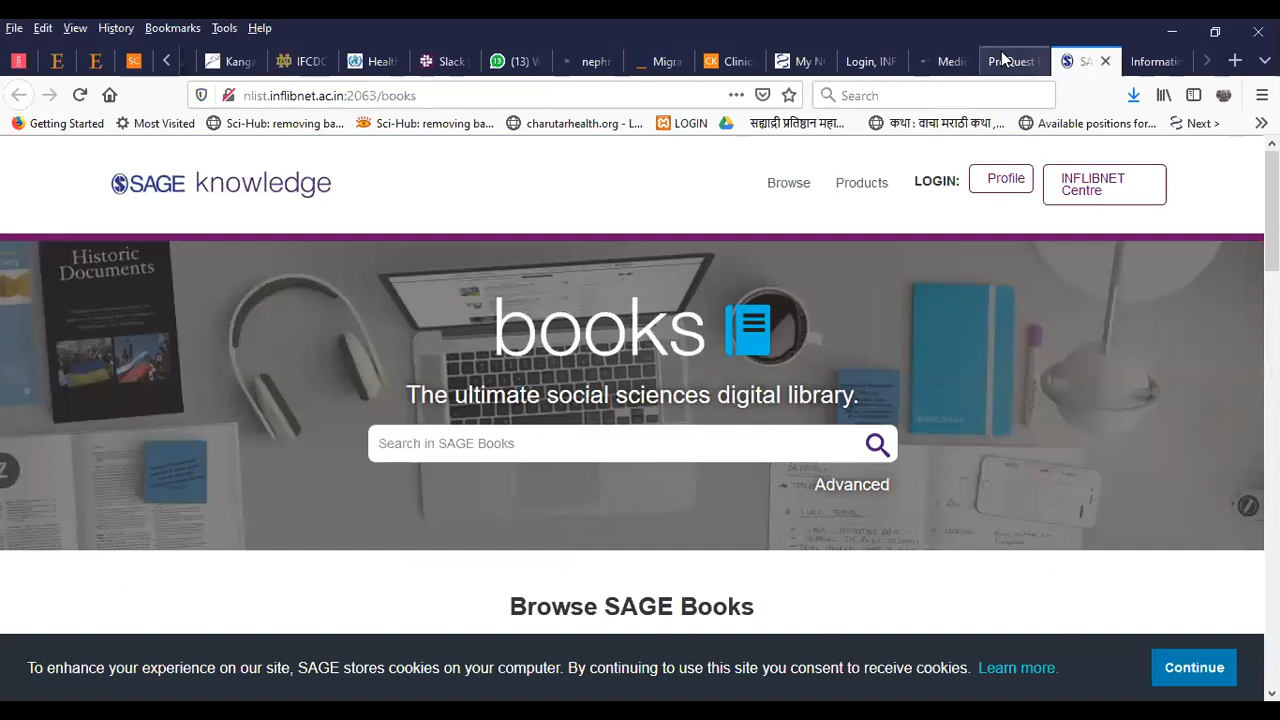 File Edit View History Bookmarks Tools Help
SC Kanga IFCDC Health Slack (13) W nephr Migra CK Clinic My N Login, INF Medi ProQuest E SA Informatic
nlist.inflibnet.ac.in:2063/books Search
Getting Started Most Visited Sci-Hub: removing ba... Sci-Hub: removing ba... charutarhealth.org - L... LOGIN सह्याद्री प्रतिष्ठान महा... कथा : वाचा मराठी कथा ,... Available positions for... Next >
SAGE knowledge Browse Products LOGIN: Profile INFLIBNET Centre
Historic
Documents
books
The ultimate social sciences digital library.
Search in SAGE Books
Advanced
Browse SAGE Books
To enhance your experience on our site, SAGE stores cookies on your computer. By continuing to use this site you consent to receive cookies. Learn more. Continue